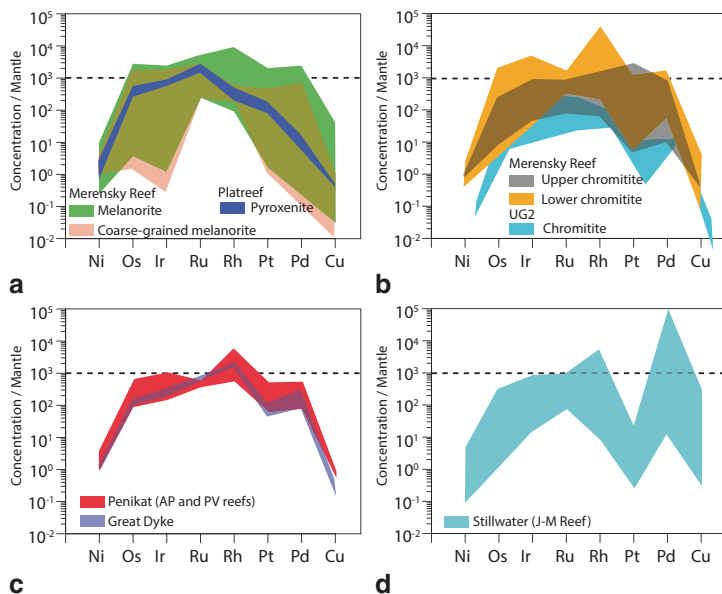 10^5
10^4
10^3
10^2
10^1
10^0
10^-1
10^-2
Concentration / Mantle
Merensky Reef
Melanorite
Coarse-grained melanorite
Platreef
Pyroxenite
Ni Os Ir Ru Rh Pt Pd Cu
a
10^5
10^4
10^3
10^2
10^1
10^0
10^-1
10^-2
Concentration / Mantle
Merensky Reef
Upper chromitite
Lower chromitite
UG2
Chromitite
Ni Os Ir Ru Rh Pt Pd Cu
b
10^5
10^4
10^3
10^2
10^1
10^0
10^-1
10^-2
Concentration / Mantle
Penikat (AP and PV reefs)
Great Dyke
Ni Os Ir Ru Rh Pt Pd Cu
c
10^5
10^4
10^3
10^2
10^1
10^0
10^-1
10^-2
Concentration / Mantle
Stillwater (J-M Reef)
Ni Os Ir Ru Rh Pt Pd Cu
d